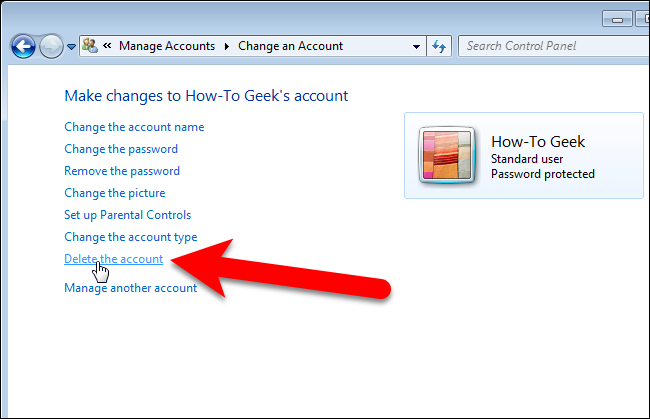 « Manage Accounts ▸ Change an Account
Search Control Panel
Make changes to How-To Geek's account
Change the account name
Change the password
Remove the password
Change the picture
Set up Parental Controls
Change the account type
Delete the account
Manage another account
How-To Geek
Standard user
Password protected